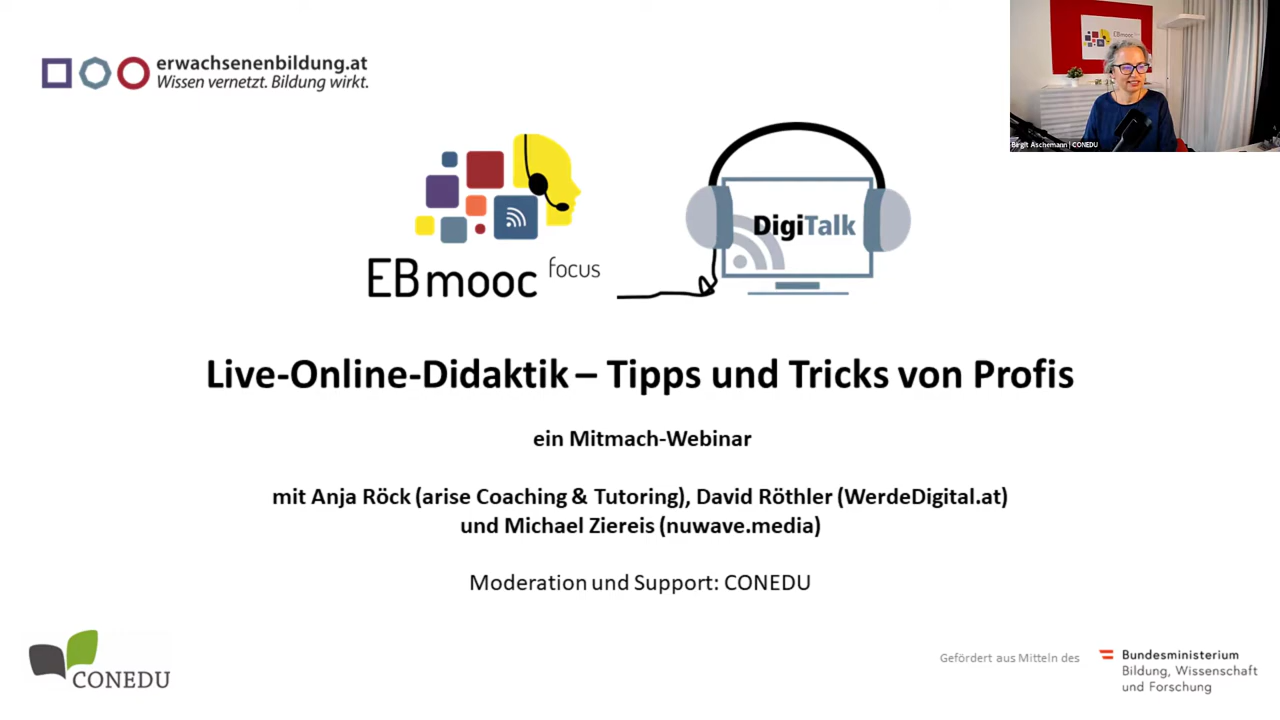 erwachsenenbildung.at
Wissen vernetzt. Bildung wirkt.
Birgit Aschemann | CONEDU
EBmooc focus
DigiTalk
Live-Online-Didaktik – Tipps und Tricks von Profis
ein Mitmach-Webinar
mit Anja Röck (arise Coaching & Tutoring), David Röthler (WerdeDigital.at)
und Michael Ziereis (nuwave.media)
Moderation und Support: CONEDU
CONEDU
Gefördert aus Mitteln des
Bundesministerium
Bildung, Wissenschaft
und Forschung